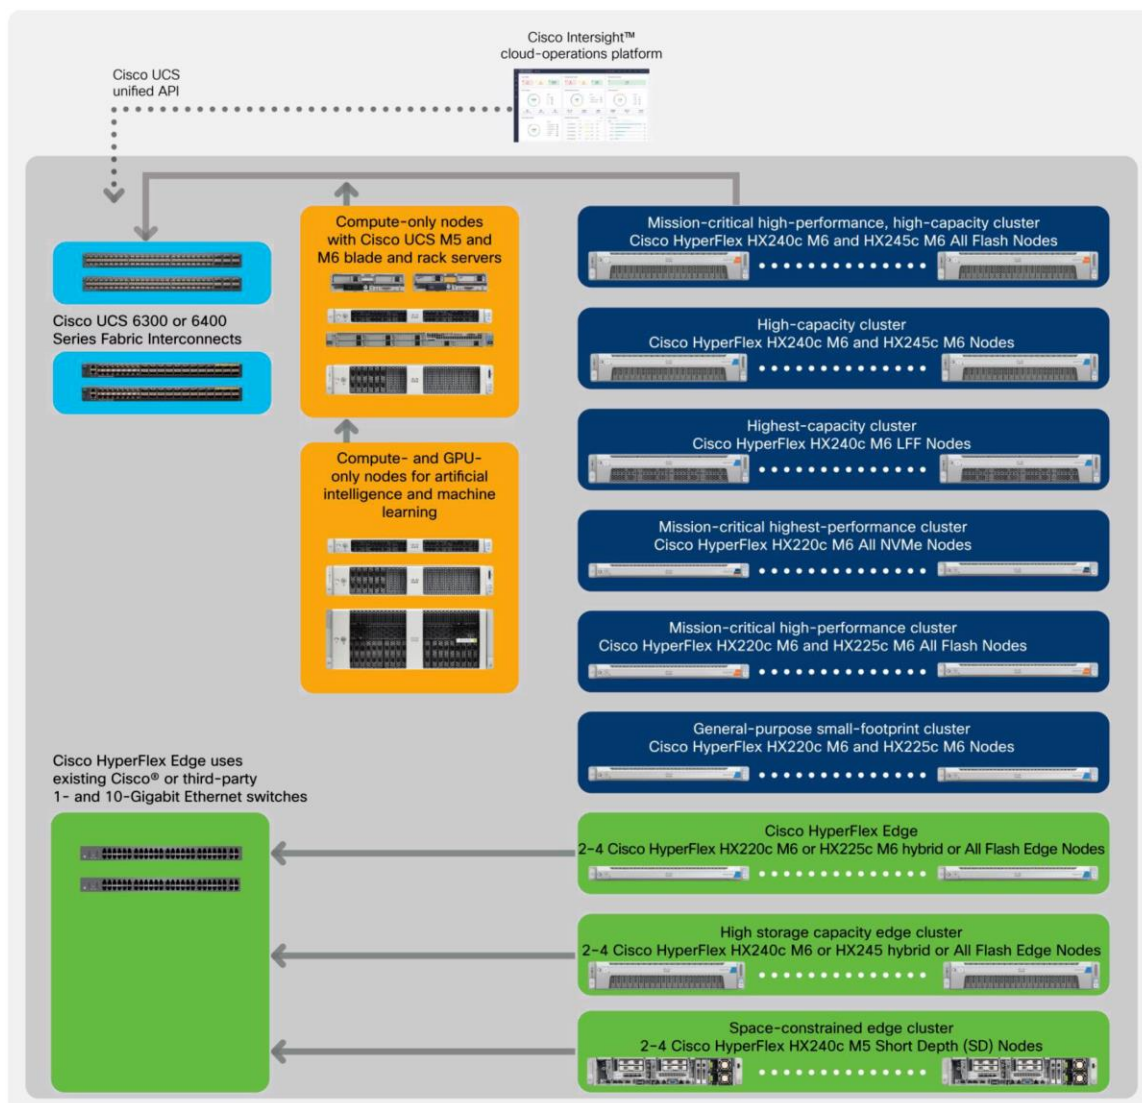 Cisco Intersight™
cloud-operations platform
Cisco UCS
unified API
Compute-only nodes
with Cisco UCS M5 and
M6 blade and rack servers
Cisco UCS 6300 or 6400
Series Fabric Interconnects
Compute- and GPU-
only nodes for artificial
intelligence and machine
learning
Mission-critical high-performance, high-capacity cluster
Cisco HyperFlex HX240c M6 and HX245c M6 All Flash Nodes
High-capacity cluster
Cisco HyperFlex HX240c M6 and HX245c M6 Nodes
Highest-capacity cluster
Cisco HyperFlex HX240c M6 LFF Nodes
Mission-critical highest-performance cluster
Cisco HyperFlex HX220c M6 All NVMe Nodes
Mission-critical high-performance cluster
Cisco HyperFlex HX220c M6 and HX225c M6 All Flash Nodes
General-purpose small-footprint cluster
Cisco HyperFlex HX220c M6 and HX225c M6 Nodes
Cisco HyperFlex Edge uses
existing Cisco® or third-party
1- and 10-Gigabit Ethernet switches
Cisco HyperFlex Edge
2-4 Cisco HyperFlex HX220c M6 or HX225c M6 hybrid or All Flash Edge Nodes
High storage capacity edge cluster
2-4 Cisco HyperFlex HX240c M6 or HX245 hybrid or All Flash Edge Nodes
Space-constrained edge cluster
2-4 Cisco HyperFlex HX240c M5 Short Depth (SD) Nodes